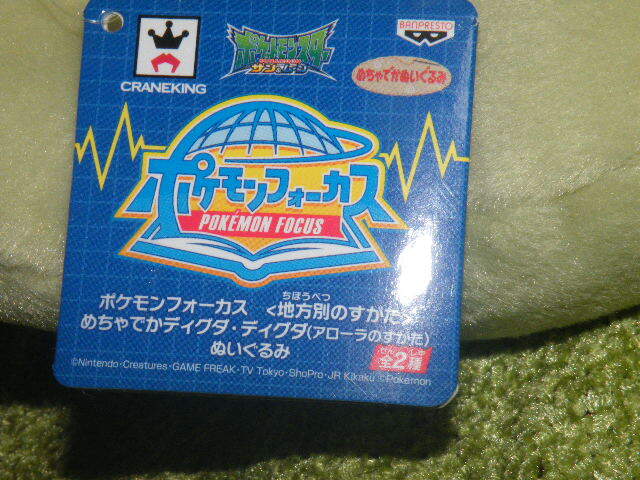 CRANEKING
ポケットモンスター
サン&ムーン
BANPRESTO
めちゃでかぬいぐるみ
ポケモンフォーカス
POKÉMON FOCUS
ちほうべつ
ポケモンフォーカス <地方別のすがた>
めちゃでかディグダ・ディグダ(アローラのすがた)
ぬいぐるみ
全2種
©Nintendo・Creatures・GAME FREAK・TV Tokyo・ShoPro・JR Kikaku ©Pokémon